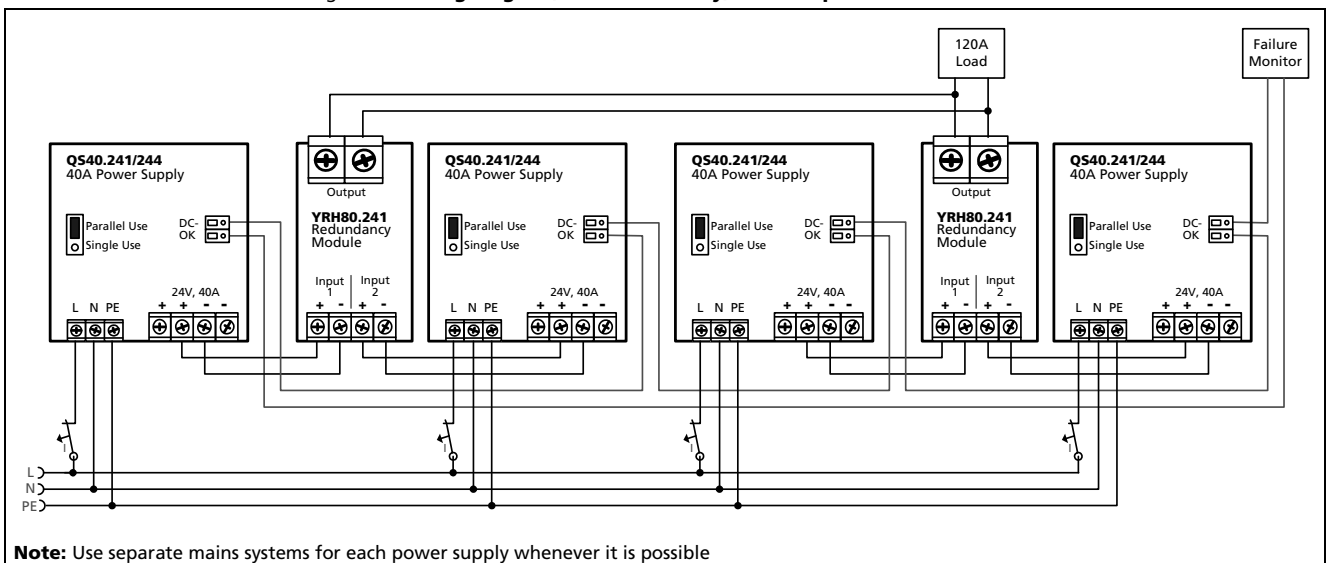 120A
Load
Failure
Monitor
QS40.241/244
40A Power Supply
Parallel Use
Single Use
DC-
OK
24V, 40A
L N PE
+ + - -
Output
YRH80.241
Redundancy
Module
Input
1
Input
2
+ - + -
QS40.241/244
40A Power Supply
Parallel Use
Single Use
DC-
OK
24V, 40A
L N PE
+ + - -
QS40.241/244
40A Power Supply
Parallel Use
Single Use
DC-
OK
24V, 40A
L N PE
+ + - -
Output
YRH80.241
Redundancy
Module
Input
1
Input
2
+ - + -
QS40.241/244
40A Power Supply
Parallel Use
Single Use
DC-
OK
24V, 40A
L N PE
+ + - -
I
I
I
I
L
N
PE
Note: Use separate mains systems for each power supply whenever it is possible